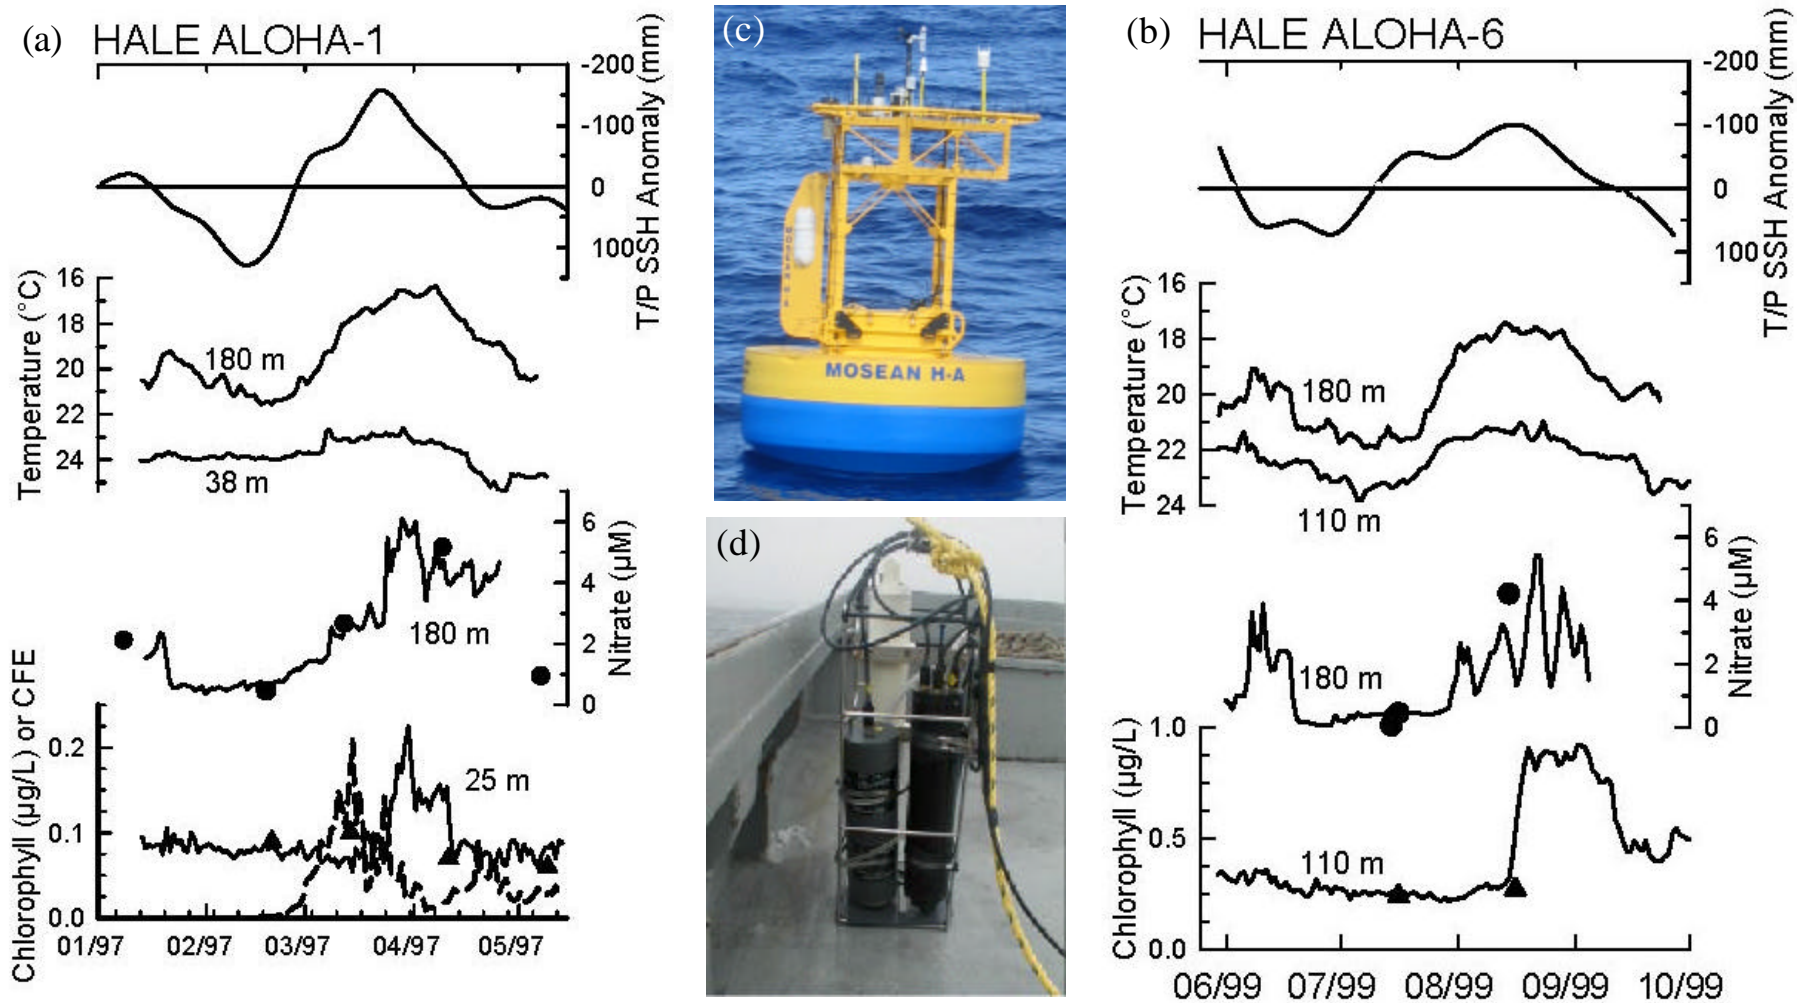 (a) HALE ALOHA-1
-200
-100
0
100
T/P SSH Anomaly (mm)
16
18
20
22
24
Temperature (°C)
180 m
38 m
6
4
2
0
Nitrate (µM)
180 m
0.2
0.1
0.0
Chlorophyll (µg/L) or CFE
25 m
01/97 02/97 03/97 04/97 05/97
(c)
MOSEAN H-A
(d)
(b) HALE ALOHA-6
-200
-100
0
100
T/P SSH Anomaly (mm)
16
18
20
22
24
Temperature (°C)
180 m
110 m
6
4
2
0
Nitrate (µM)
180 m
1.0
0.5
0.0
Chlorophyll (µg/L)
110 m
06/99 07/99 08/99 09/99 10/99